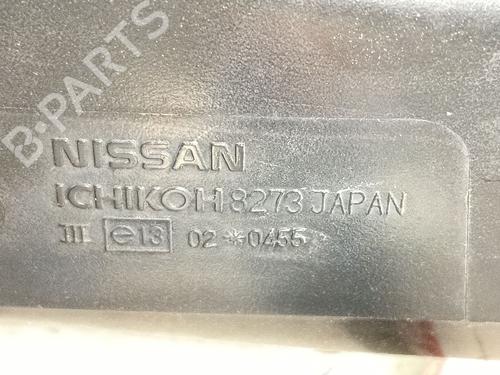 B-PARTS
NISSAN
ICHIKOH 8273 JAPAN
III e13 02*0455